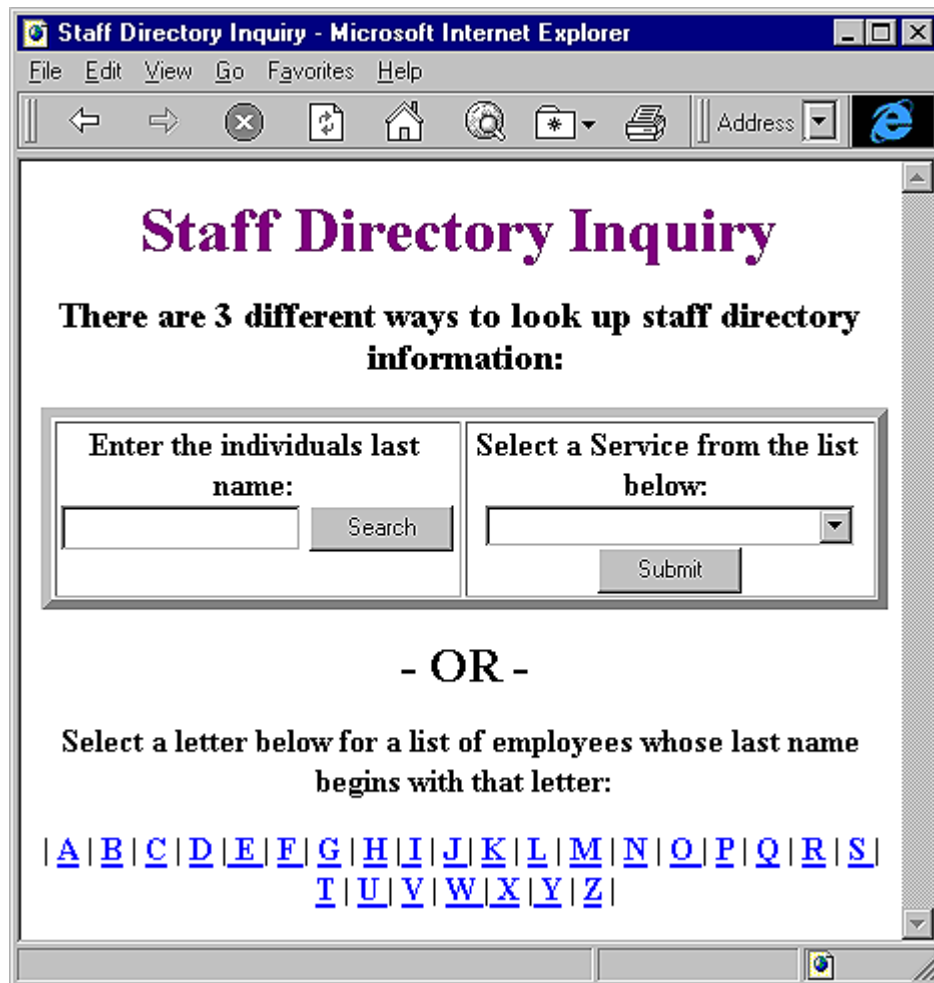 Staff Directory Inquiry - Microsoft Internet Explorer
File Edit View Go Favorites Help
Address
Staff Directory Inquiry
There are 3 different ways to look up staff directory
information:
Enter the individuals last
name:
Search
Select a Service from the list
below:
Submit
- OR -
Select a letter below for a list of employees whose last name
begins with that letter:
| A | B | C | D | E | F | G | H | I | J | K | L | M | N | O | P | Q | R | S |
T | U | V | W | X | Y | Z |